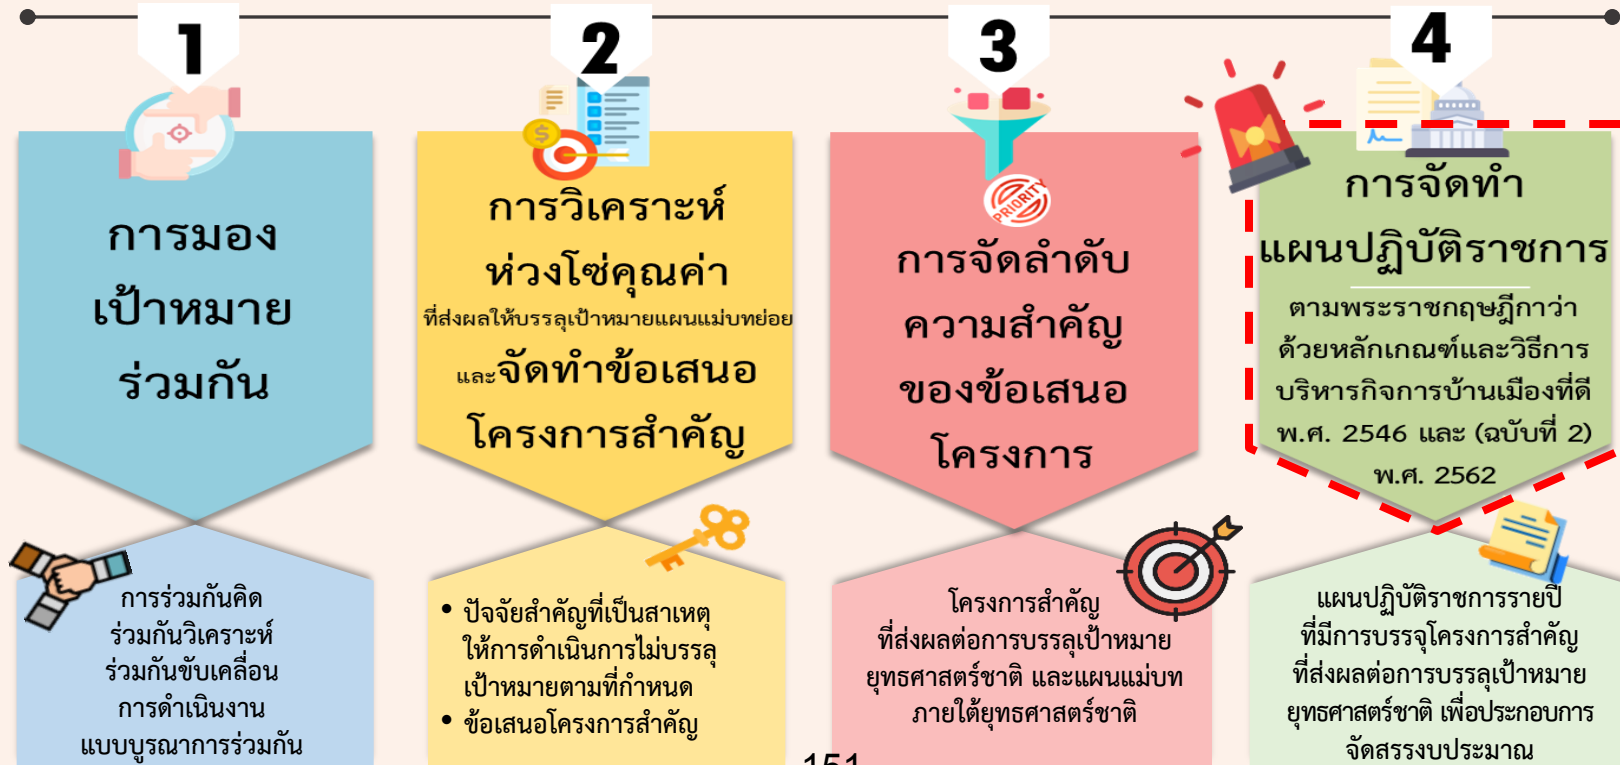 1
การมอง
เป้าหมาย
ร่วมกัน
การร่วมกันคิด
ร่วมกันวิเคราะห์
ร่วมกันขับเคลื่อน
การดำเนินงาน
แบบบูรณาการร่วมกัน
2
$
การวิเคราะห์
ห่วงโซ่คุณค่า
ที่ส่งผลให้บรรลุเป้าหมายแผนแม่บทย่อย
และจัดทำข้อเสนอ
โครงการสำคัญ
• ปัจจัยสำคัญที่เป็นสาเหตุ
ให้การดำเนินการไม่บรรลุ
เป้าหมายตามที่กำหนด
• ข้อเสนอโครงการสำคัญ
3
PRIORITY
การจัดลำดับ
ความสำคัญ
ของข้อเสนอ
โครงการ
โครงการสำคัญ
ที่ส่งผลต่อการบรรลุเป้าหมาย
ยุทธศาสตร์ชาติ และแผนแม่บท
ภายใต้ยุทธศาสตร์ชาติ
4
การจัดทำ
แผนปฏิบัติราชการ
ตามพระราชกฤษฎีกาว่า
ด้วยหลักเกณฑ์และวิธีการ
บริหารกิจการบ้านเมืองที่ดี
พ.ศ. 2546 และ (ฉบับที่ 2)
พ.ศ. 2562
แผนปฏิบัติราชการรายปี
ที่มีการบรรจุโครงการสำคัญ
ที่ส่งผลต่อการบรรลุเป้าหมาย
ยุทธศาสตร์ชาติ เพื่อประกอบการ
จัดสรรงบประมาณ
151